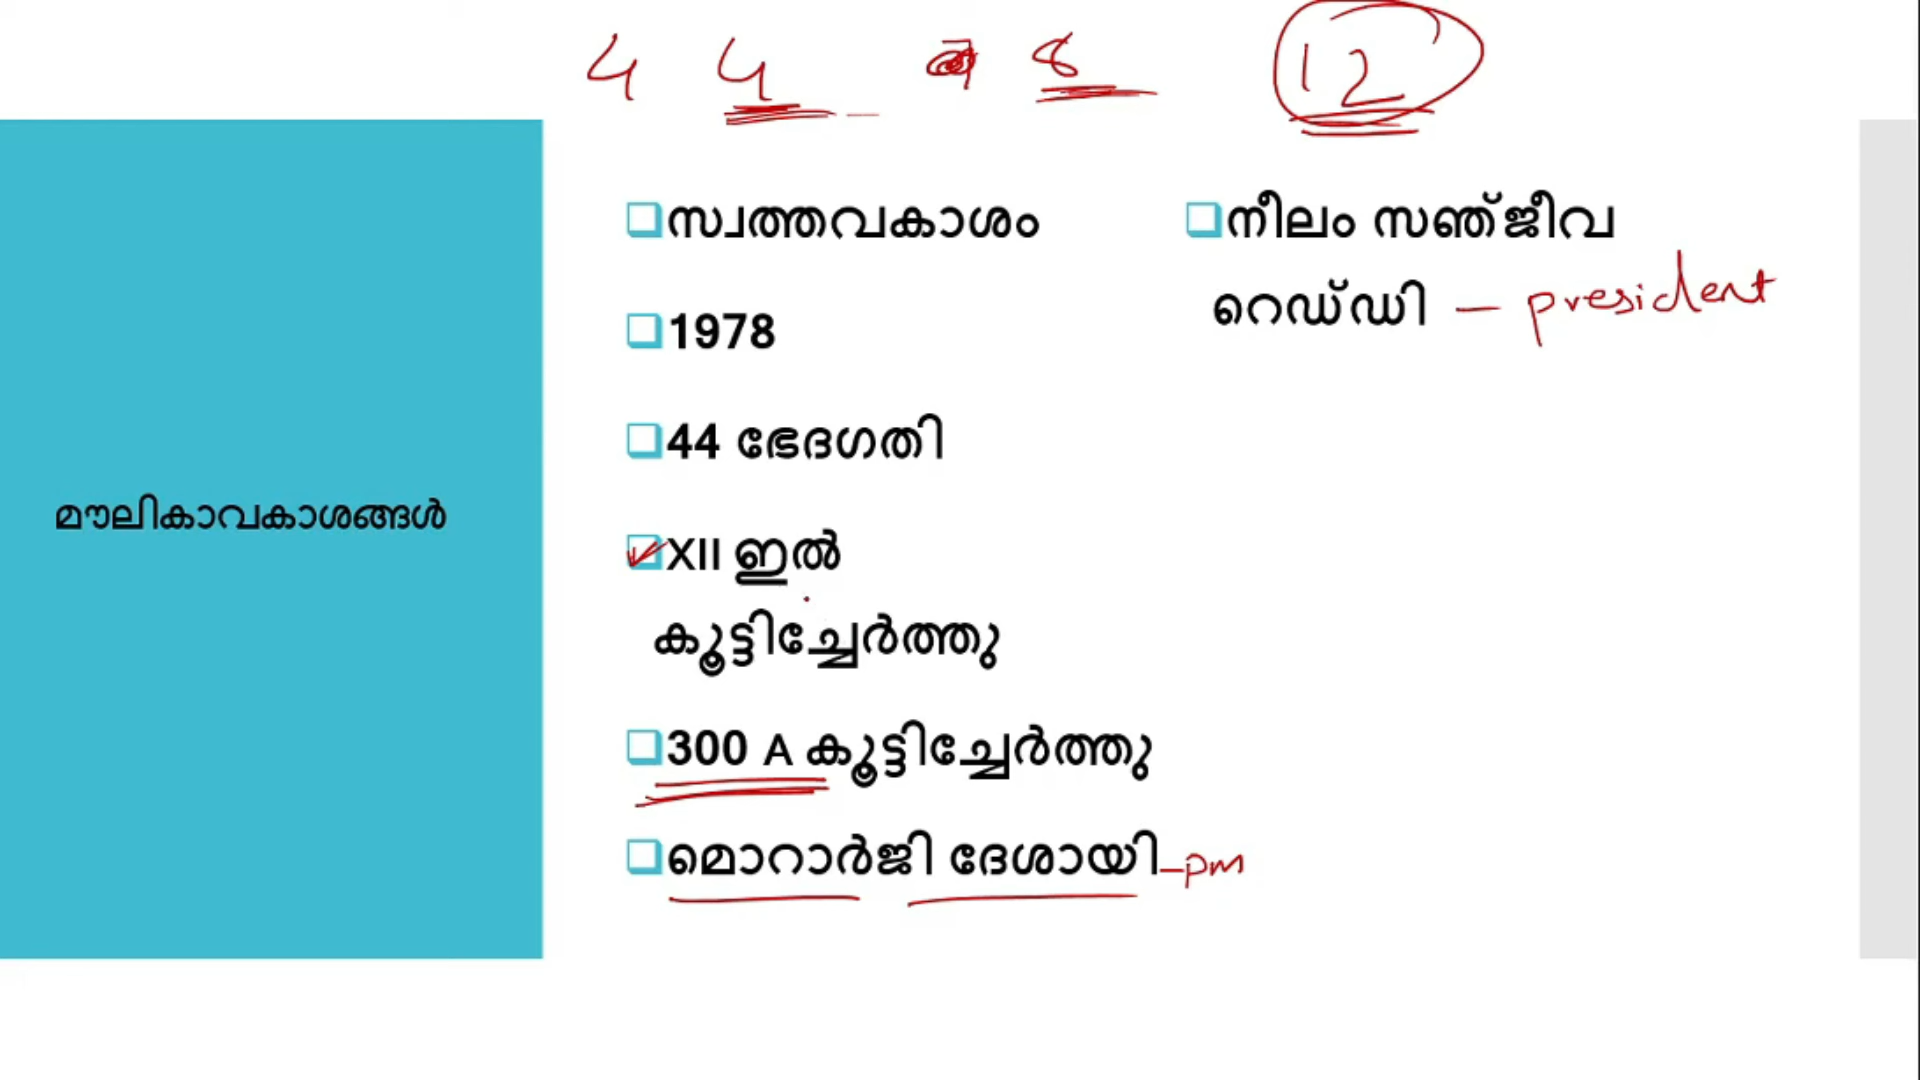 4 4 8 12
മൗലികാവകാശങ്ങൾ
സ്വത്തവകാശം
1978
44 ഭേദഗതി
XII ഇൽ
കൂട്ടിച്ചേർത്തു
300 A കൂട്ടിച്ചേർത്തു
മൊറാർജി ദേശായി - pm
നീലം സഞ്ജീവ
റെഡ്ഡി - president